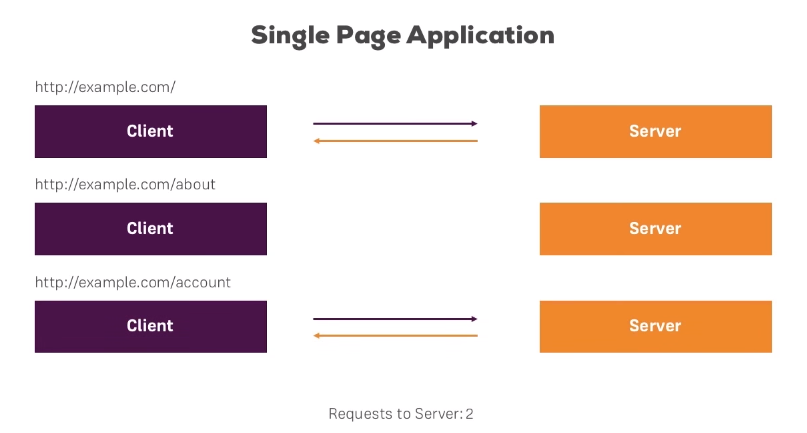 Single Page Application
http://example.com/
Client
Server
http://example.com/about
Client
Server
http://example.com/account
Client
Server
Requests to Server: 2